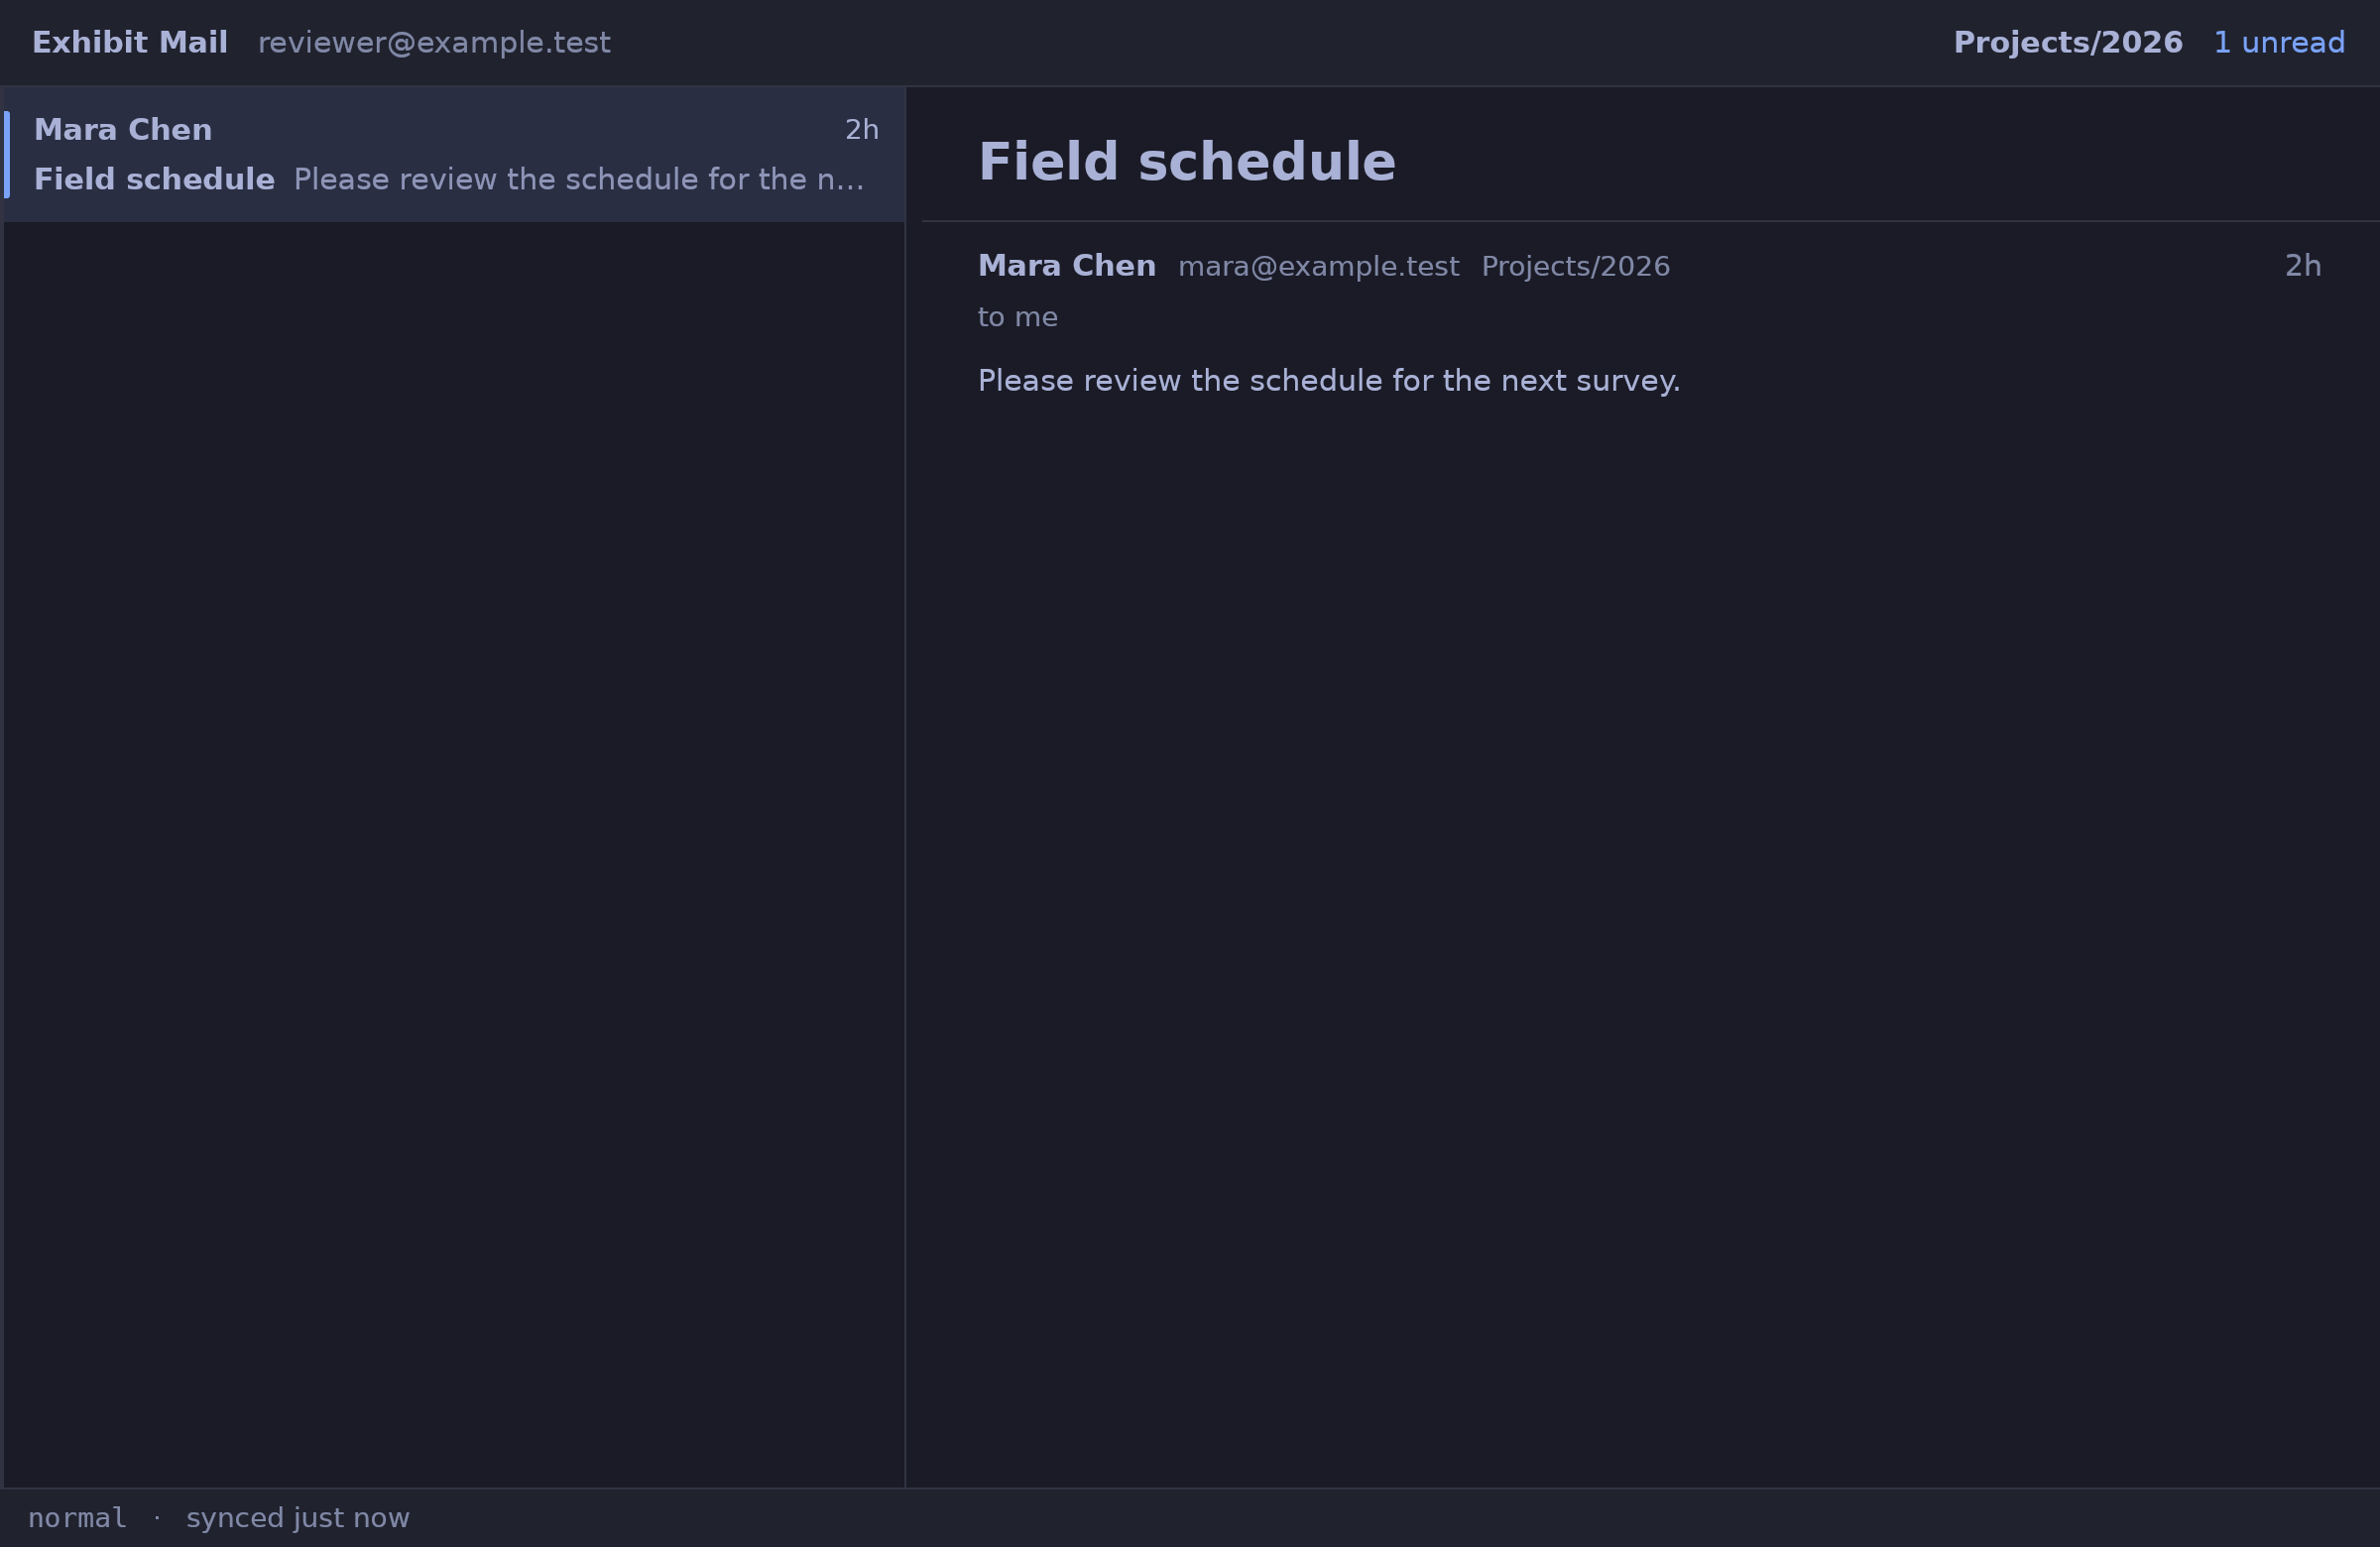 Exhibit Mail reviewer@example.test Projects/2026 1 unread
Mara Chen 2h
Field schedule Please review the schedule for the n…
Field schedule
Mara Chen mara@example.test Projects/2026 2h
to me
Please review the schedule for the next survey.
normal · synced just now